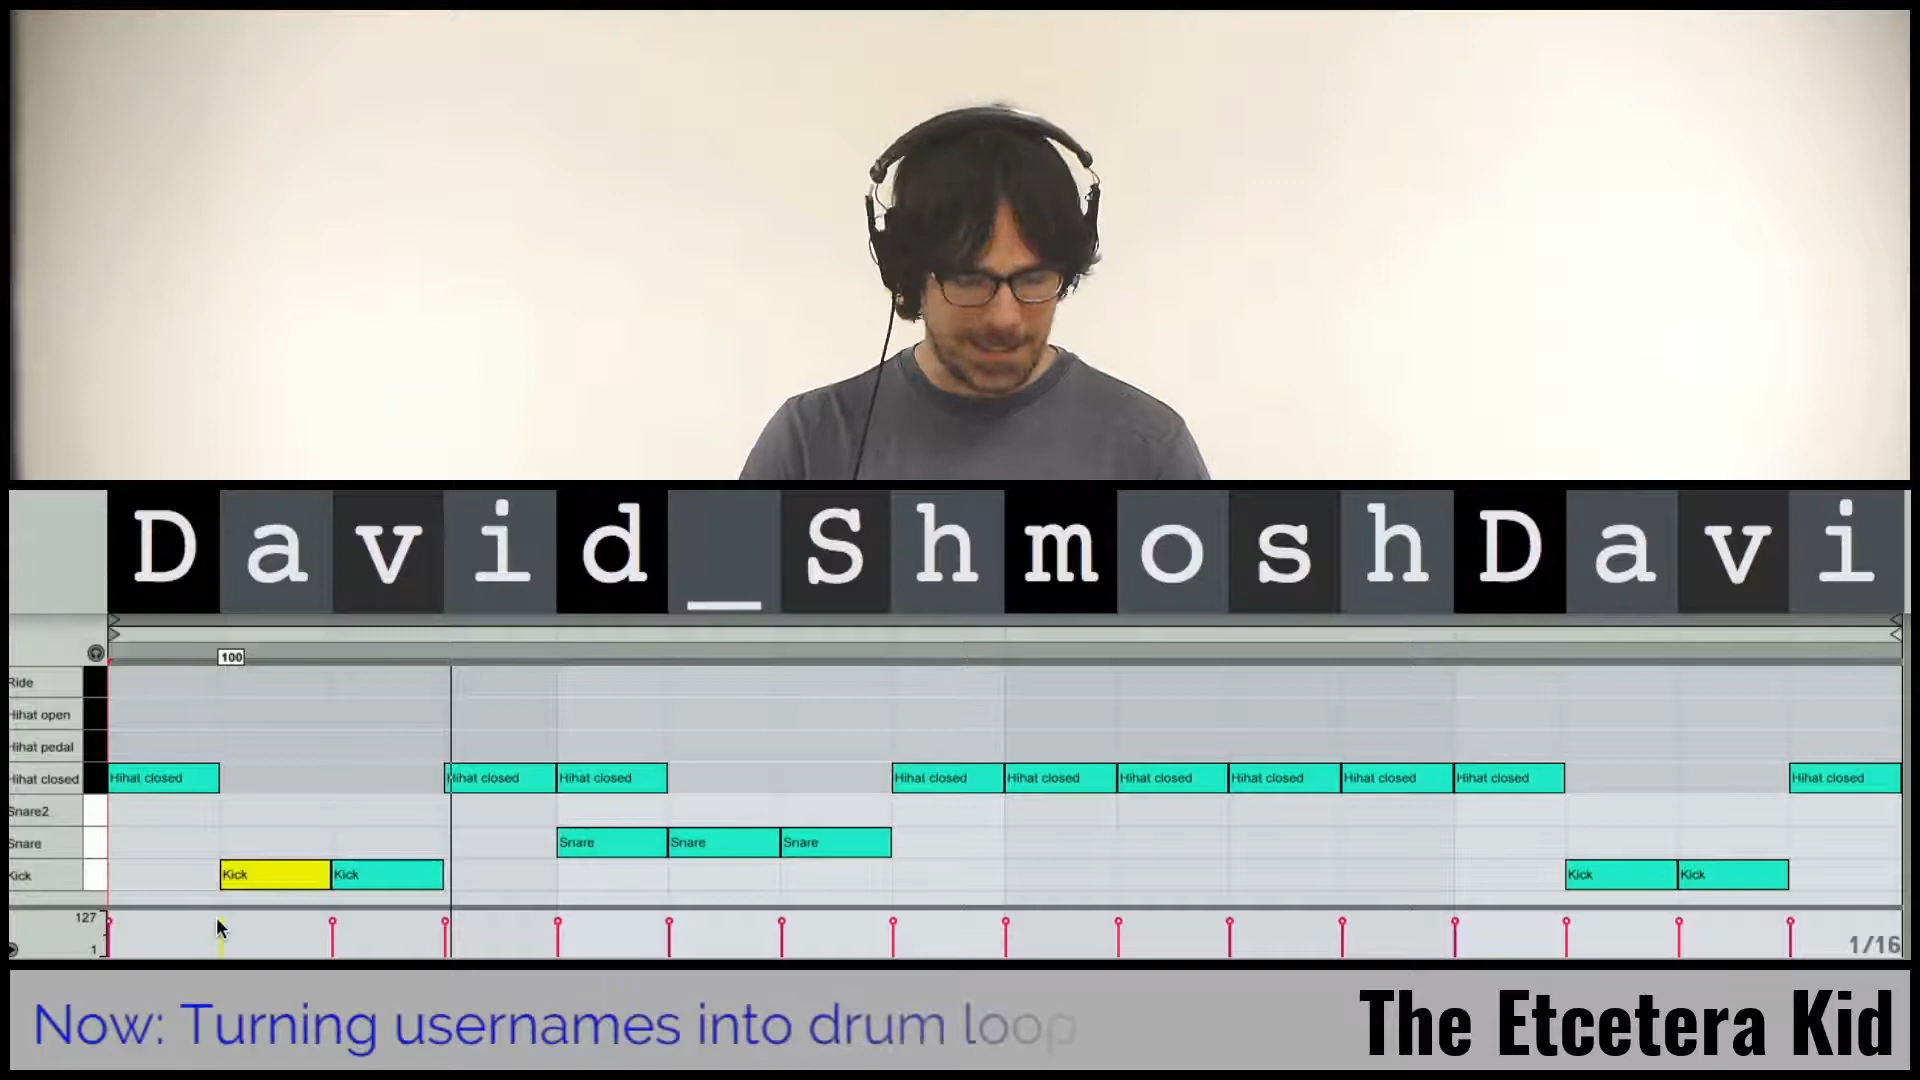 David_ShmoshDavi
100
Ride
Hihat open
Hihat pedal
Hihat closed
Hihat closed Hihat closed Hihat closed Hihat closed Hihat closed Hihat closed Hihat closed Hihat closed Hihat closed Hihat closed
Snare2
Snare
Snare Snare Snare
Kick
Kick Kick Kick Kick
127
1
1/16
Now: Turning usernames into drum loop
The Etcetera Kid